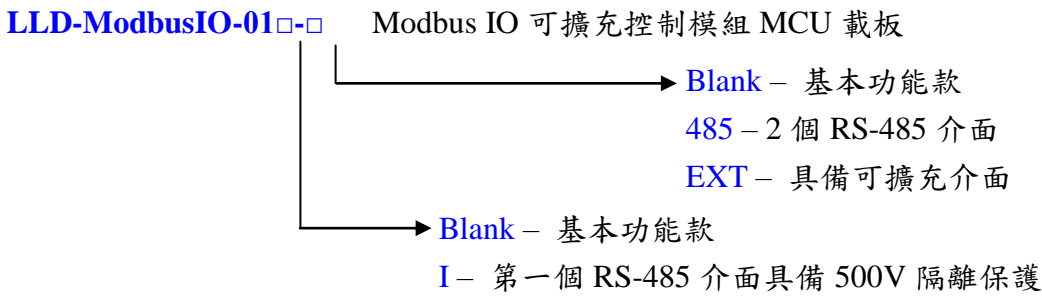 LLD-ModbusIO-01□-□ Modbus IO 可擴充控制模組 MCU 載板
Blank – 基本功能款
485 – 2 個 RS-485 介面
EXT – 具備可擴充介面
Blank – 基本功能款
I – 第一個 RS-485 介面具備 500V 隔離保護